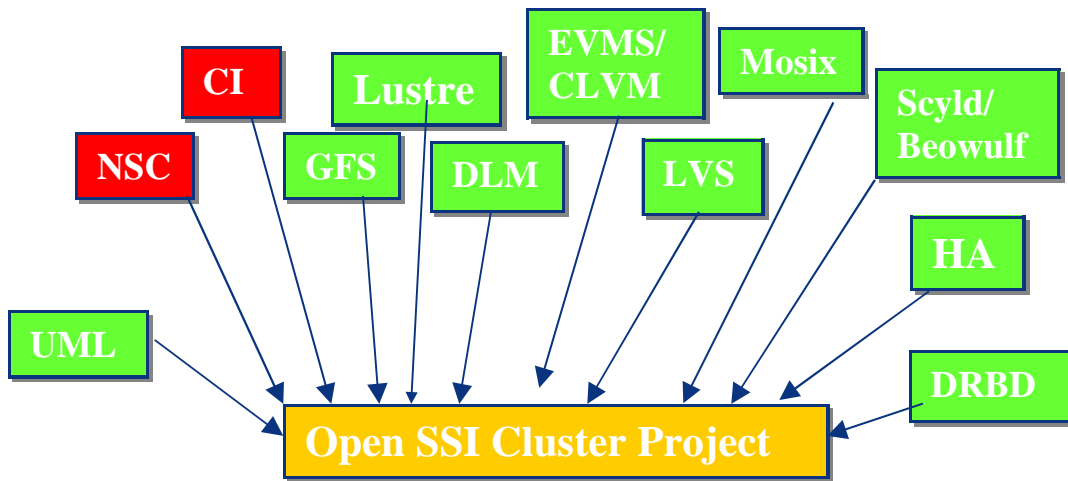 EVMS/
CLVM
Mosix
CI
Lustre
Scyld/
Beowulf
NSC
GFS
DLM
LVS
HA
UML
DRBD
Open SSI Cluster Project